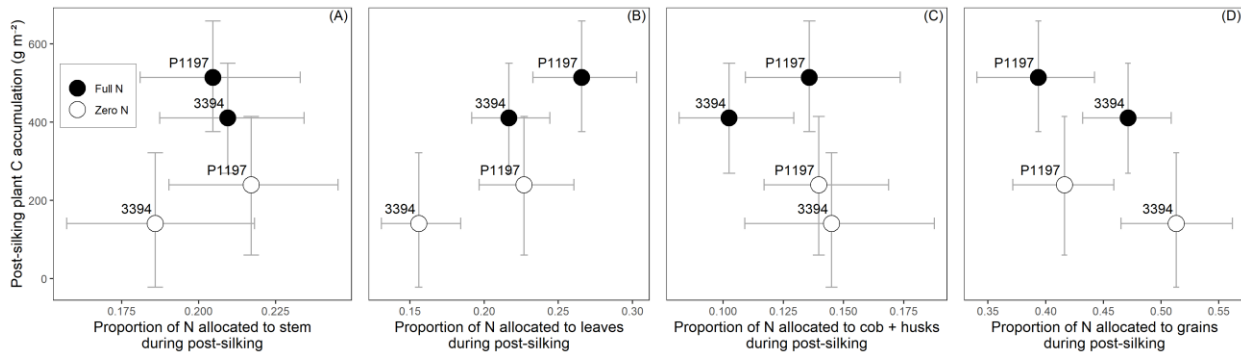 Post-silking plant C accumulation (g m⁻²)
600
400
200
0
(A)
P1197
Full N
Zero N
3394
P1197
3394
0.175
0.200
0.225
Proportion of N allocated to stem
during post-silking
(B)
P1197
3394
P1197
3394
0.15
0.20
0.25
0.30
Proportion of N allocated to leaves
during post-silking
(C)
P1197
3394
P1197
3394
0.100
0.125
0.150
0.175
Proportion of N allocated to cob + husks
during post-silking
(D)
P1197
3394
P1197
3394
0.35
0.40
0.45
0.50
0.55
Proportion of N allocated to grains
during post-silking